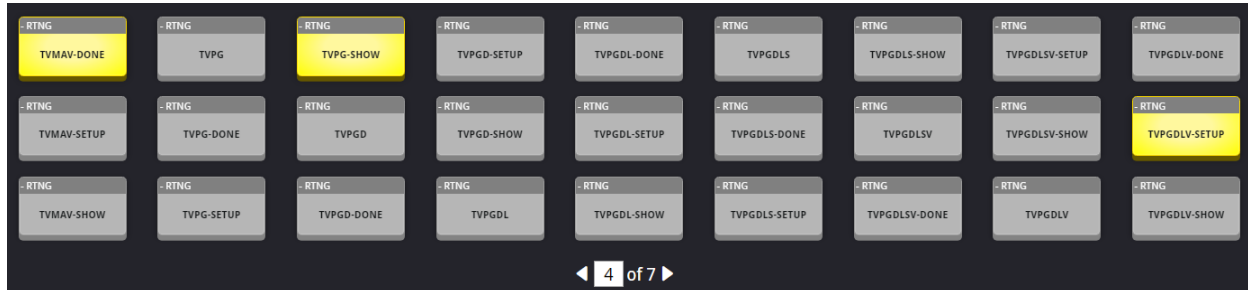 - RTNG - RTNG - RTNG - RTNG - RTNG - RTNG - RTNG - RTNG - RTNG
TVMAV-DONE TVPG TVPG-SHOW TVPGD-SETUP TVPGDL-DONE TVPGDLS TVPGDLS-SHOW TVPGDLSV-SETUP TVPGDLV-DONE
- RTNG - RTNG - RTNG - RTNG - RTNG - RTNG - RTNG - RTNG - RTNG
TVMAV-SETUP TVPG-DONE TVPGD TVPGD-SHOW TVPGDL-SETUP TVPGDLS-DONE TVPGDLSV TVPGDLSV-SHOW TVPGDLV-SETUP
- RTNG - RTNG - RTNG - RTNG - RTNG - RTNG - RTNG - RTNG - RTNG
TVMAV-SHOW TVPG-SETUP TVPGD-DONE TVPGDL TVPGDL-SHOW TVPGDLS-SETUP TVPGDLSV-DONE TVPGDLV TVPGDLV-SHOW
4 of 7